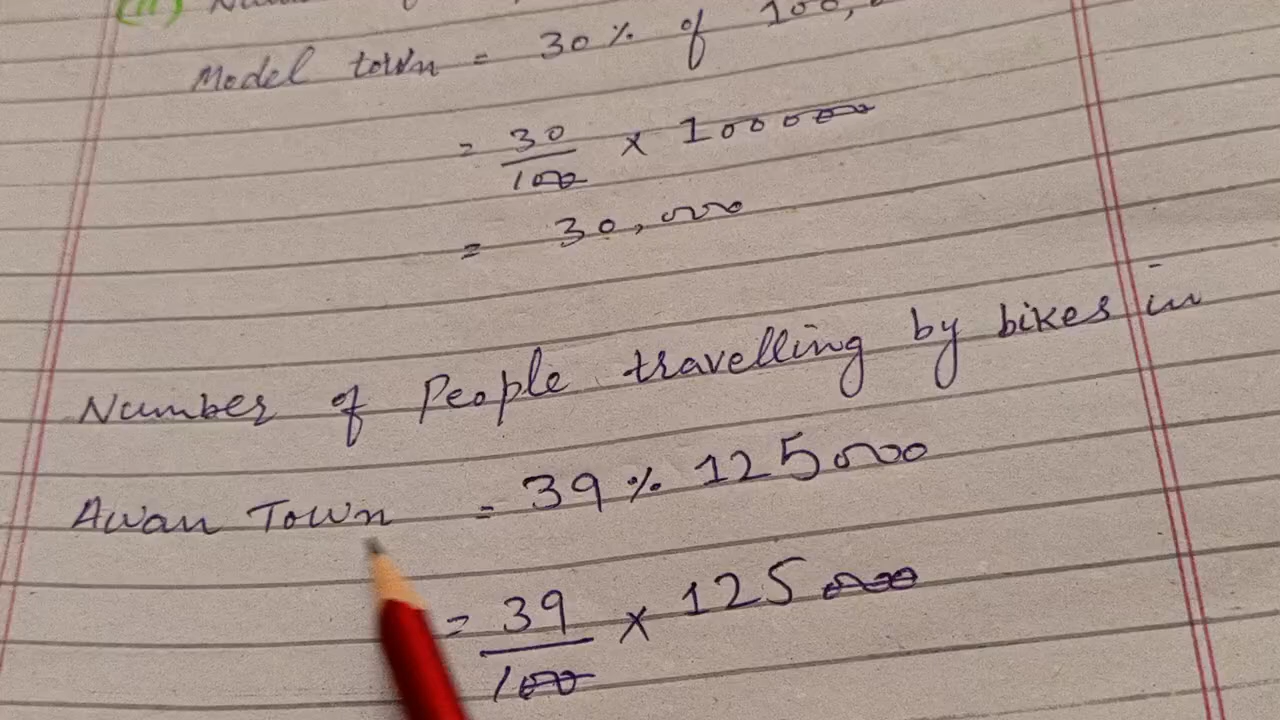 (ii)
Model town = 30% of 100,
= 30/100 × 100000
= 30,000
Number of People travelling by bikes in
Awan Town = 39% 125000
= 39/100 × 125000